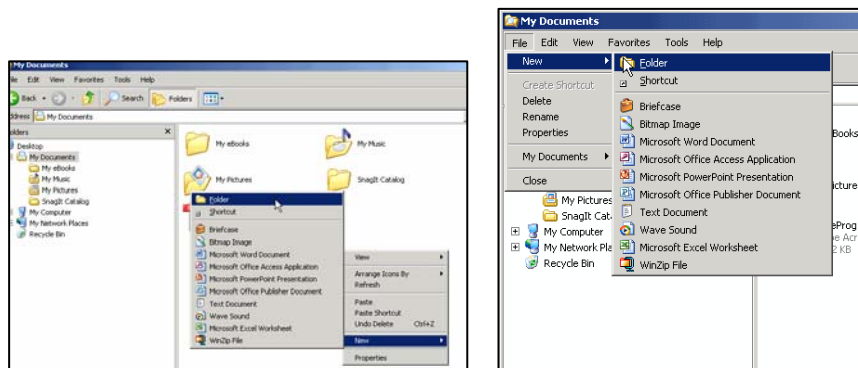 My Documents
File Edit View Favorites Tools Help
Back Search Folders
Address My Documents
Folders X
Desktop
My Documents
My eBooks
My Music
My Pictures
SnagIt Catalog
My Computer
My Network Places
Recycle Bin
My eBooks My Music
My Pictures SnagIt Catalog
Folder
Shortcut
Briefcase
Bitmap Image
Microsoft Word Document
Microsoft Office Access Application
Microsoft PowerPoint Presentation
Microsoft Office Publisher Document
Text Document
Wave Sound
Microsoft Excel Worksheet
WinZip File
View
Arrange Icons By
Refresh
Paste
Paste Shortcut
Undo Delete Ctrl+Z
New
Properties
My Documents
File Edit View Favorites Tools Help
New
Create Shortcut
Delete
Rename
Properties
My Documents
Close
My Pictures
SnagIt Cat
My Computer
My Network Pla
Recycle Bin
Folder
Shortcut
Briefcase
Bitmap Image
Microsoft Word Document
Microsoft Office Access Application
Microsoft PowerPoint Presentation
Microsoft Office Publisher Document
Text Document
Wave Sound
Microsoft Excel Worksheet
WinZip File
Books
icture
eProg
e Acr
2 KB